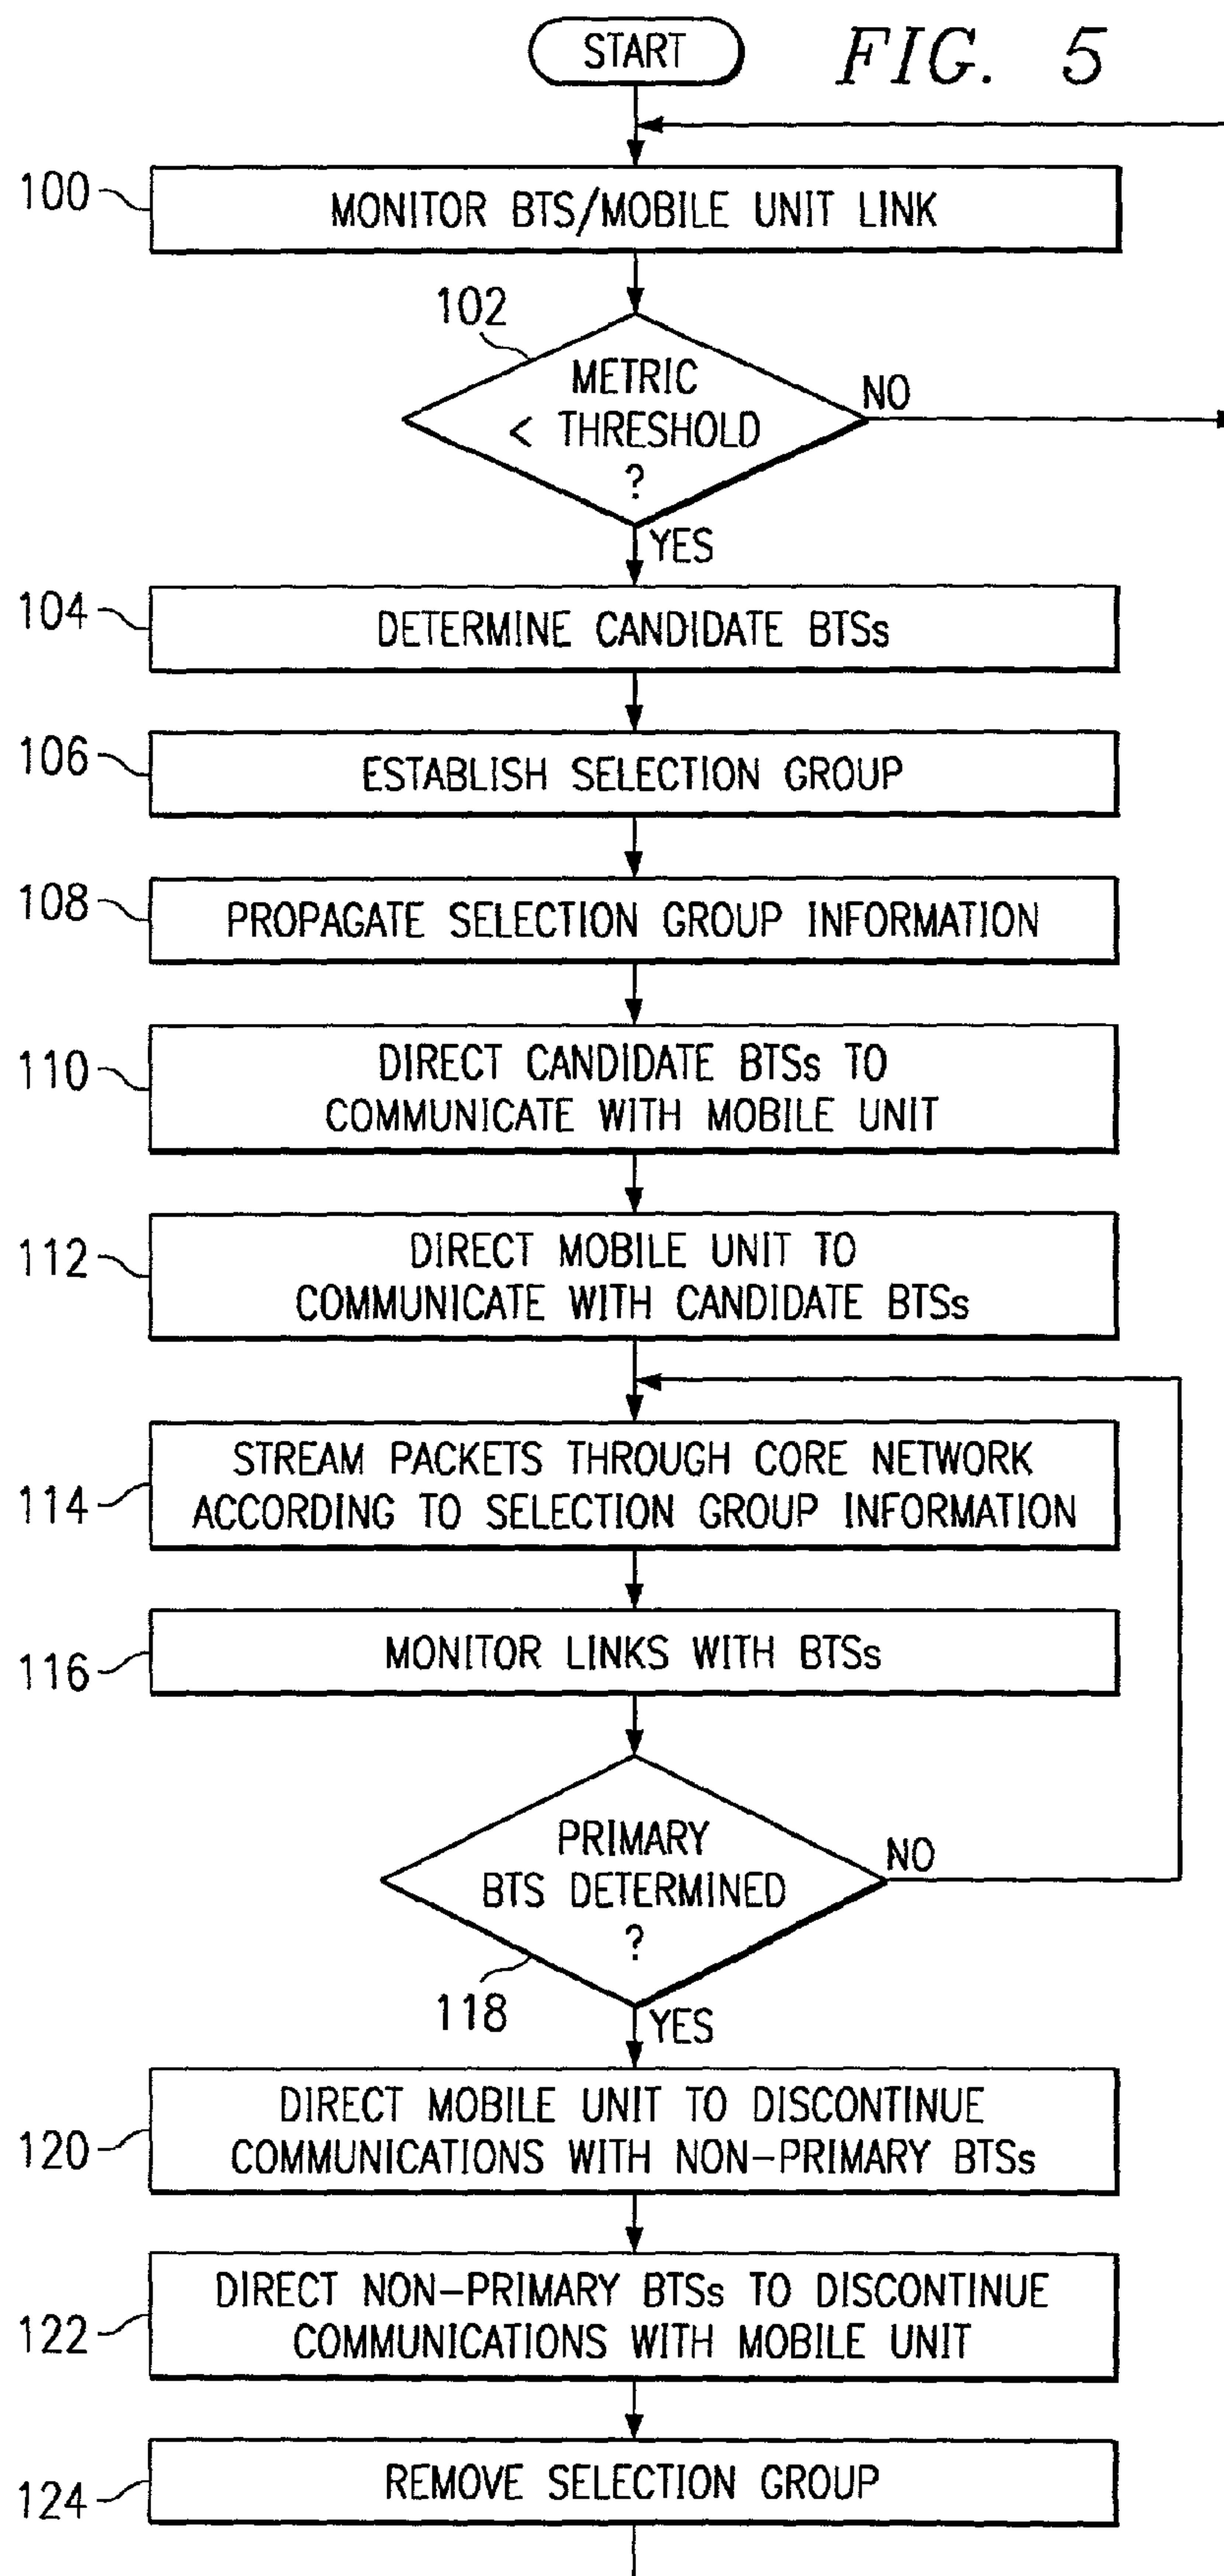 START
FIG. 5
100
MONITOR BTS/MOBILE UNIT LINK
102
METRIC
< THRESHOLD
?
NO
YES
104
DETERMINE CANDIDATE BTSs
106
ESTABLISH SELECTION GROUP
108
PROPAGATE SELECTION GROUP INFORMATION
110
DIRECT CANDIDATE BTSs TO
COMMUNICATE WITH MOBILE UNIT
112
DIRECT MOBILE UNIT TO
COMMUNICATE WITH CANDIDATE BTSs
114
STREAM PACKETS THROUGH CORE NETWORK
ACCORDING TO SELECTION GROUP INFORMATION
116
MONITOR LINKS WITH BTSs
PRIMARY
BTS DETERMINED
?
NO
118
YES
120
DIRECT MOBILE UNIT TO DISCONTINUE
COMMUNICATIONS WITH NON-PRIMARY BTSs
122
DIRECT NON-PRIMARY BTSs TO DISCONTINUE
COMMUNICATIONS WITH MOBILE UNIT
124
REMOVE SELECTION GROUP